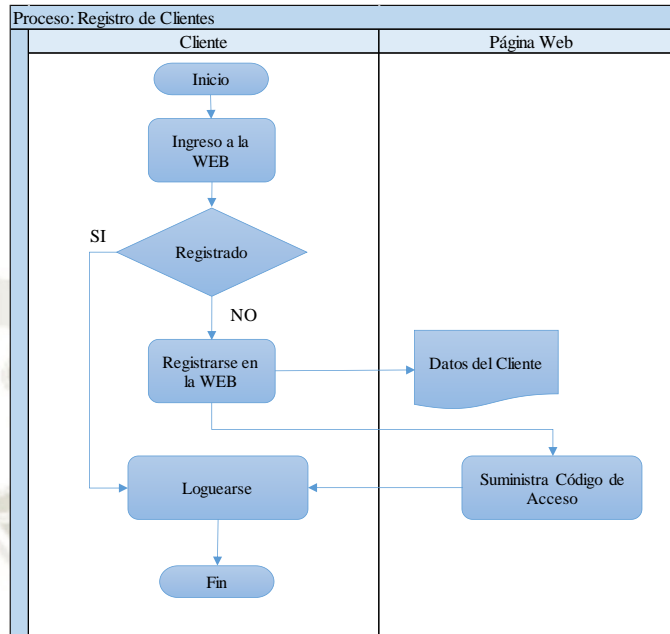 Proceso: Registro de Clientes
Cliente
Página Web
Inicio
Ingreso a la
WEB
SI
Registrado
NO
Registrarse en
la WEB
Datos del Cliente
Loguearse
Suministra Código de
Acceso
Fin